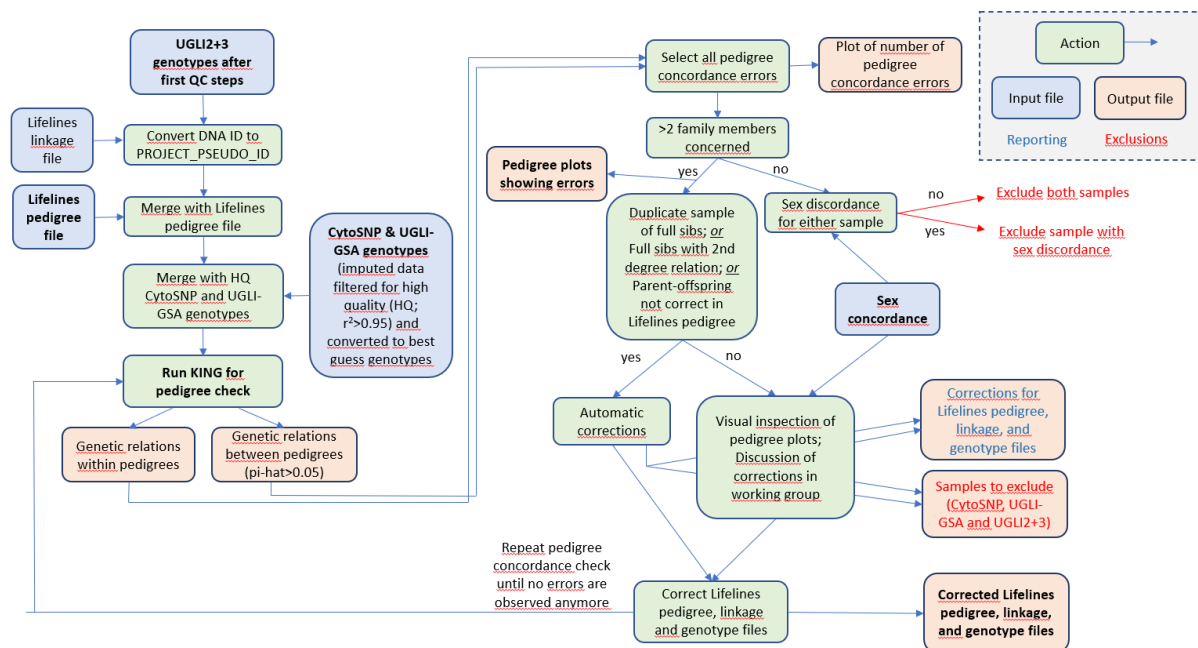 UGLI2+3
genotypes after
first QC steps
Lifelines
linkage
file
Convert DNA ID to
PROJECT_PSEUDO_ID
Lifelines
pedigree
file
Merge with Lifelines
pedigree file
Merge with HQ
CytoSNP and UGLI-
GSA genotypes
CytoSNP & UGLI-
GSA genotypes
(imputed data
filtered for high
quality (HQ;
r²>0.95) and
converted to best
guess genotypes
Run KING for
pedigree check
Genetic relations
within pedigrees
Genetic relations
between pedigrees
(pi-hat>0.05)
Select all pedigree
concordance errors
Plot of number of
pedigree
concordance errors
>2 family members
concerned
yes
no
Pedigree plots
showing errors
Duplicate sample
of full sibs; or
Full sibs with 2nd
degree relation; or
Parent-offspring
not correct in
Lifelines pedigree
Sex discordance
for either sample
no
yes
Exclude both samples
Exclude sample with
sex discordance
Sex
concordance
yes
no
Automatic
corrections
Visual inspection
of pedigree plots;
Discussion of
corrections in
working group
Corrections for
Lifelines pedigree,
linkage, and
genotype files
Samples to exclude
(CytoSNP, UGLI-
GSA and UGLI2+3)
Repeat pedigree
concordance check
until no errors are
observed anymore
Correct Lifelines
pedigree, linkage
and genotype files
Corrected Lifelines
pedigree, linkage,
and genotype files
Action
Input file
Output file
Reporting
Exclusions